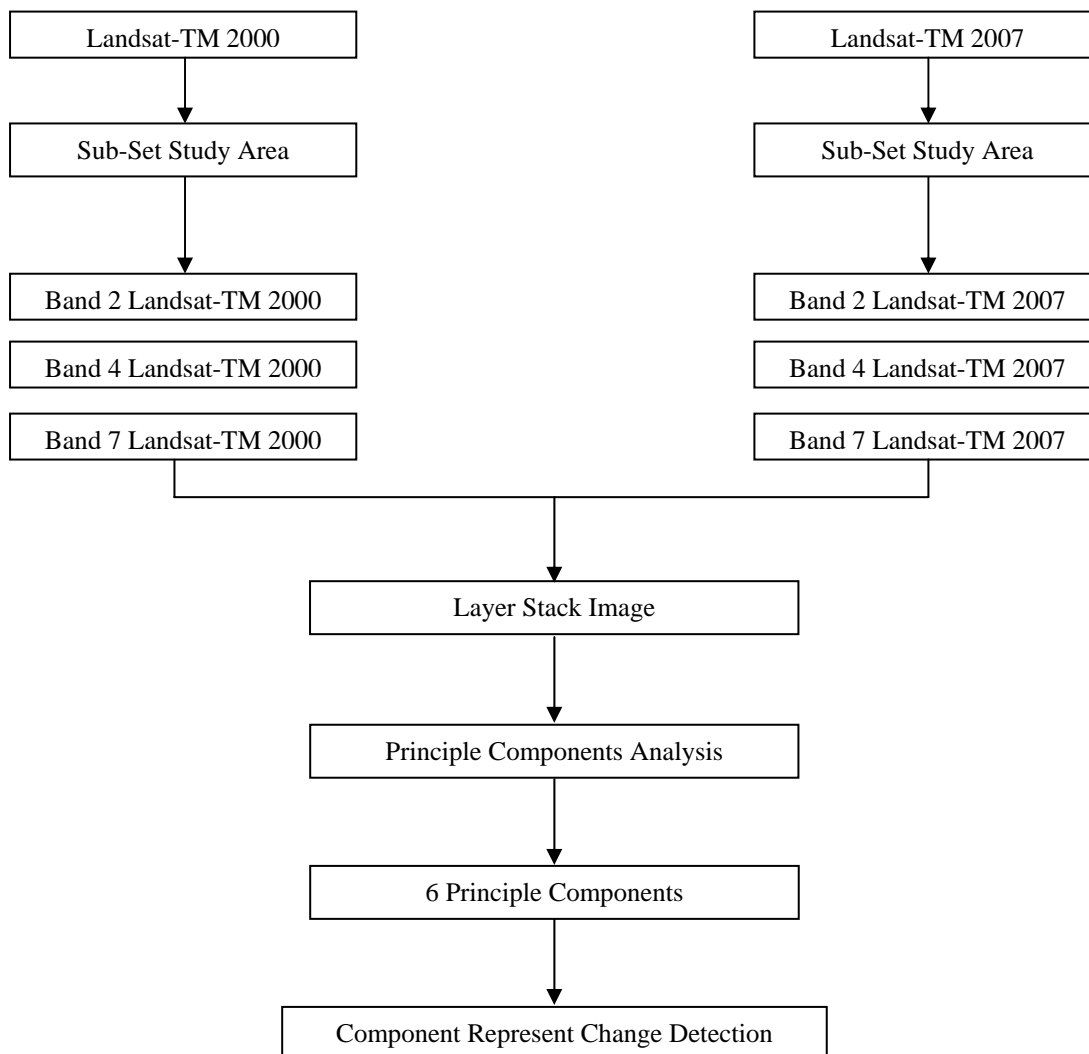 Landsat-TM 2000
Landsat-TM 2007
Sub-Set Study Area
Sub-Set Study Area
Band 2 Landsat-TM 2000
Band 2 Landsat-TM 2007
Band 4 Landsat-TM 2000
Band 4 Landsat-TM 2007
Band 7 Landsat-TM 2000
Band 7 Landsat-TM 2007
Layer Stack Image
Principle Components Analysis
6 Principle Components
Component Represent Change Detection